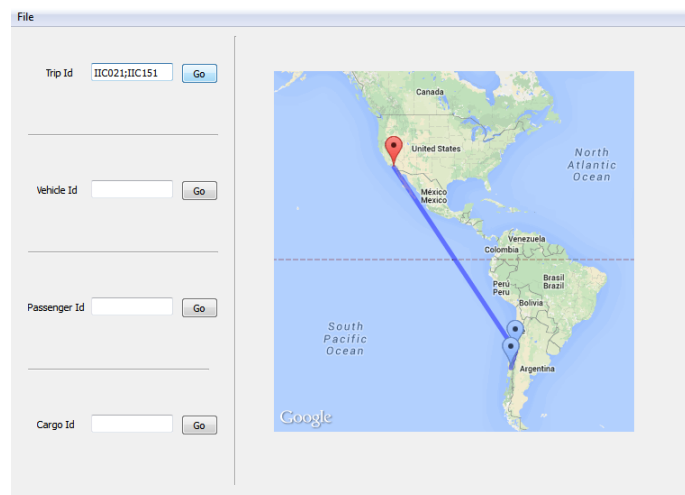 File
Trip Id IIC021;IIC151 Go
Vehicle Id Go
Passenger Id Go
Cargo Id Go
Canada
United States
North
Atlantic
Ocean
México
Mexico
Venezuela
Colombia
Perú
Peru
Brasil
Brazil
Bolivia
South
Pacific
Ocean
Argentina
Google